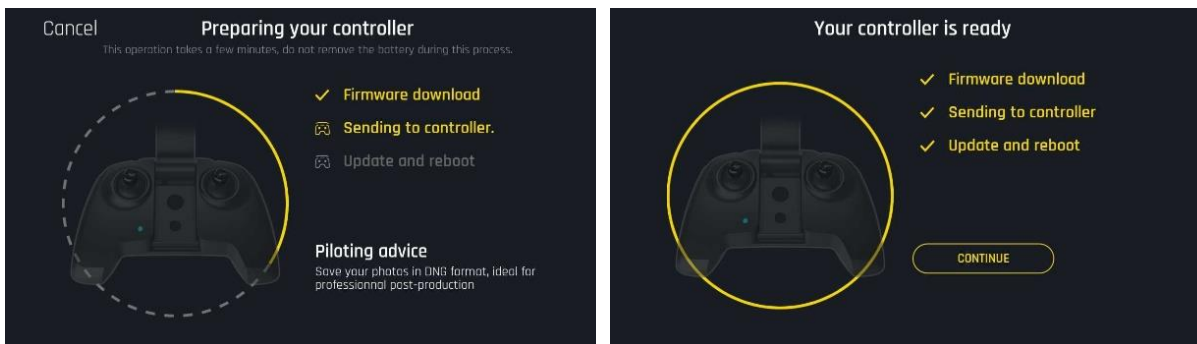 Cancel
Preparing your controller
This operation takes a few minutes, do not remove the battery during this process.
Firmware download
Sending to controller.
Update and reboot
Piloting advice
Save your photos in DNG format, ideal for
professionnal post-production
Your controller is ready
Firmware download
Sending to controller
Update and reboot
CONTINUE